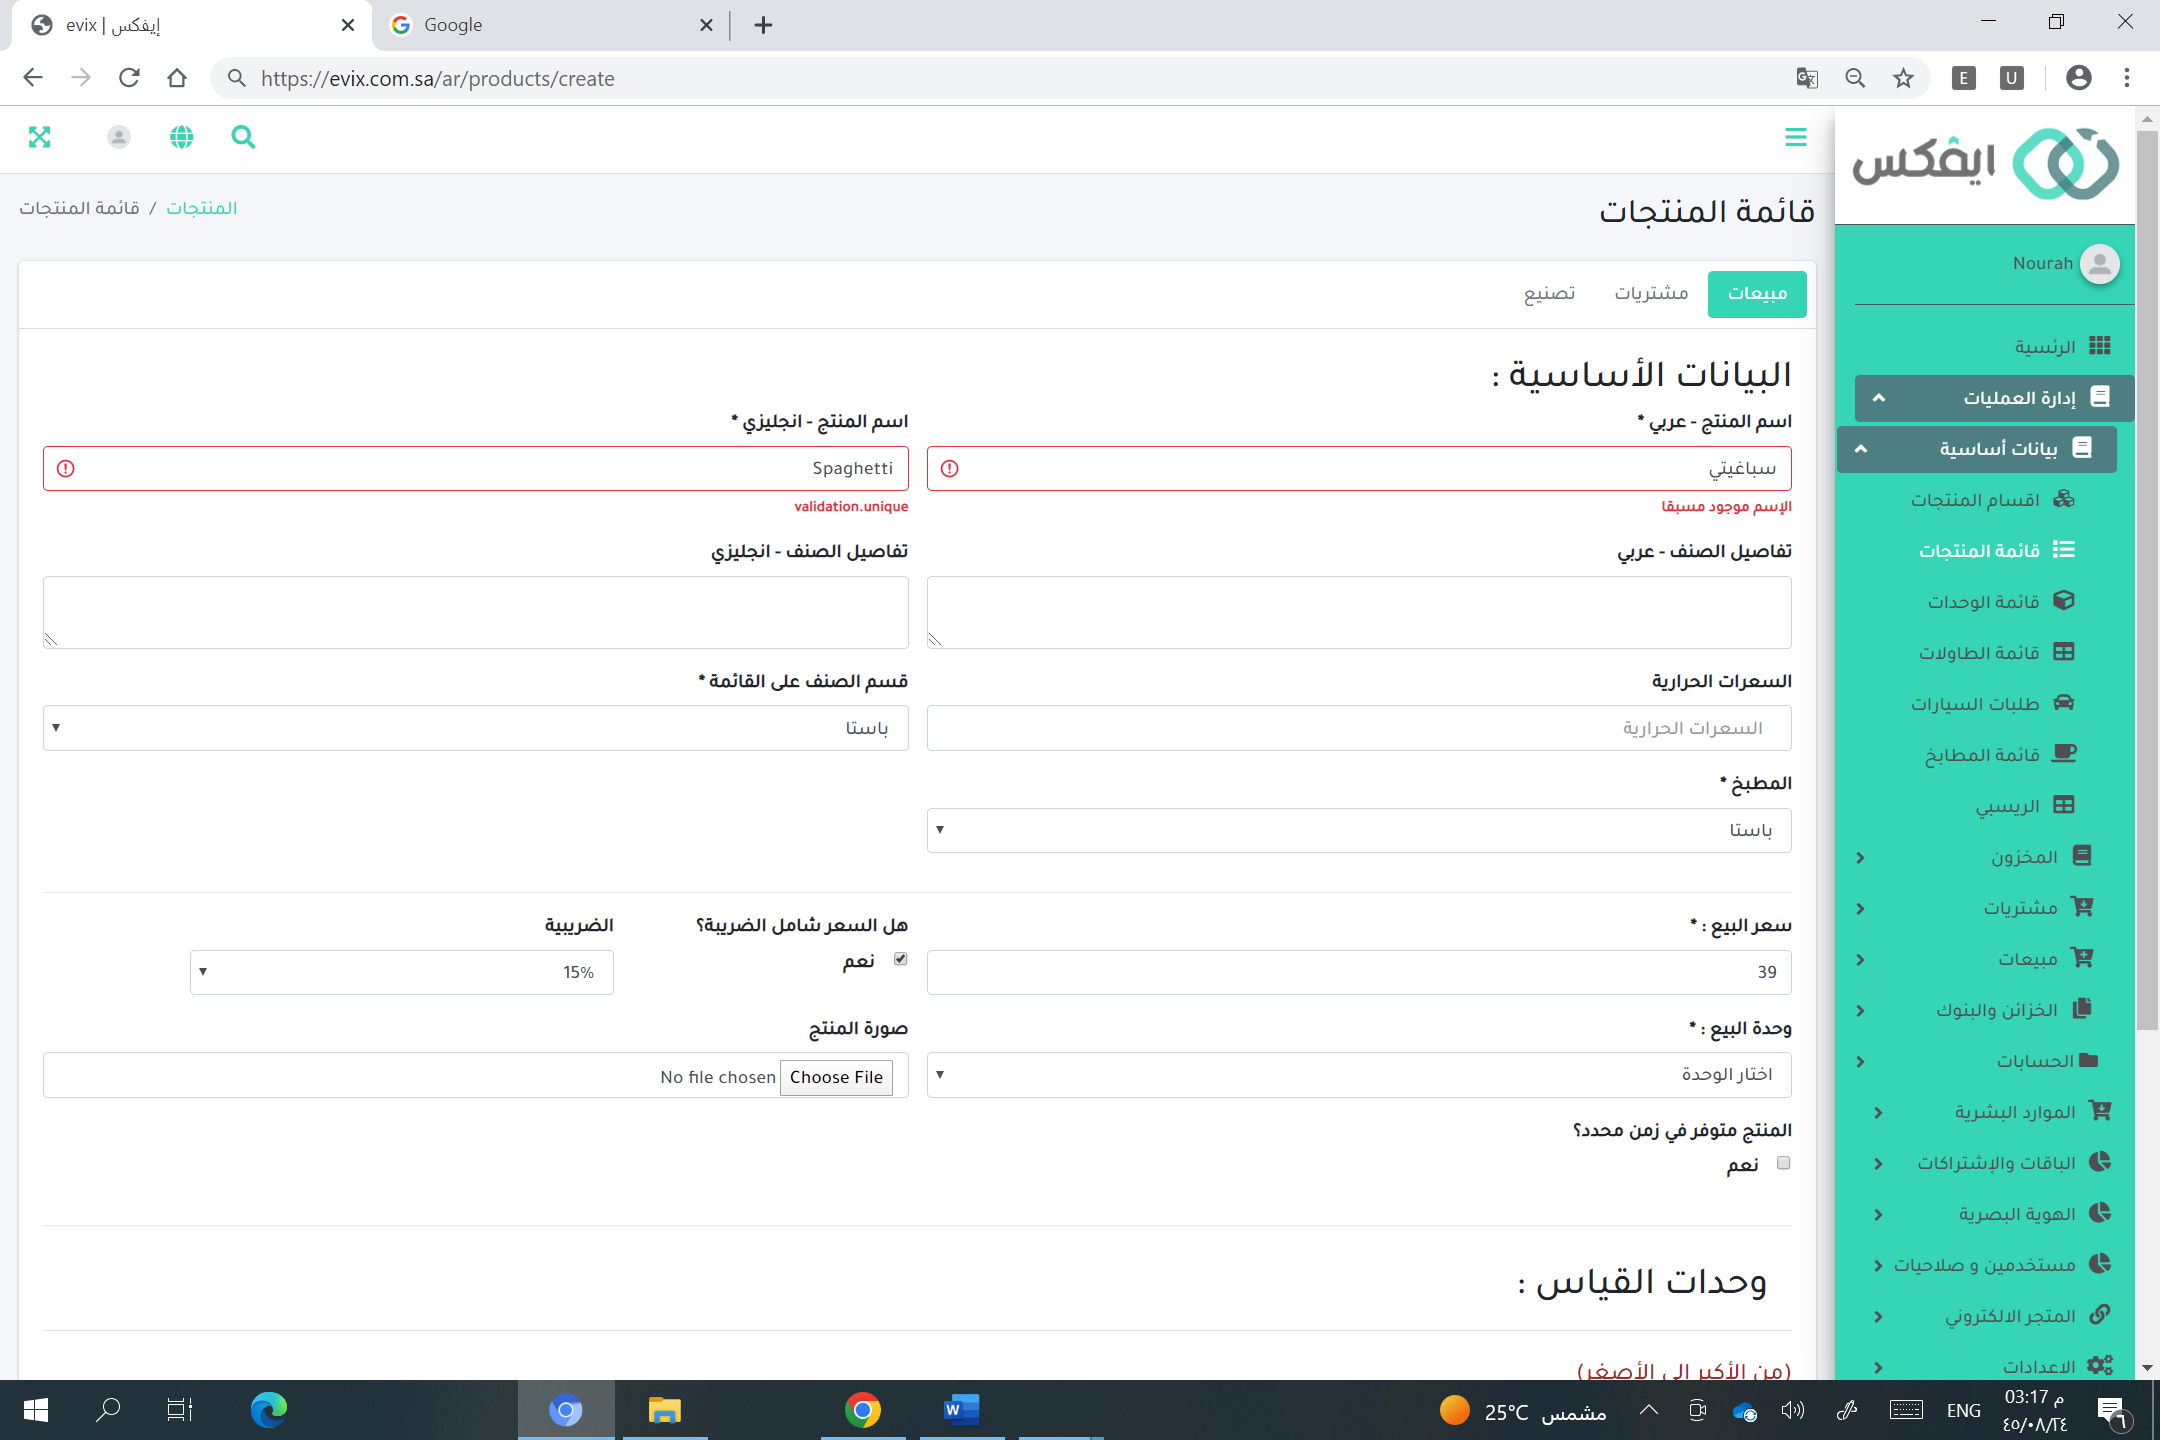 evix | إيفكس
Google
https://evix.com.sa/ar/products/create
E
U
ايفكس
Nourah
الرئسية
إدارة العمليات
بيانات أساسية
اقسام المنتجات
قائمة المنتجات
قائمة الوحدات
قائمة الطاولات
طلبات السيارات
قائمة المطابخ
الريسبي
المخزون
مشتريات
مبيعات
الخزائن والبنوك
الحسابات
الموارد البشرية
الباقات والإشتراكات
الهوية البصرية
مستخدمين و صلاحيات
المتجر الالكتروني
الاعدادات
قائمة المنتجات
المنتجات / قائمة المنتجات
مبيعات مشتريات تصنيع
البيانات الأساسية :
اسم المنتج - عربي * اسم المنتج - انجليزي *
سباغيتي Spaghetti
الإسم موجود مسبقا validation.unique
تفاصيل الصنف - عربي تفاصيل الصنف - انجليزي
السعرات الحرارية قسم الصنف على القائمة *
السعرات الحرارية باستا
المطبخ *
باستا
سعر البيع : * هل السعر شامل الضريبة؟ الضريبية
39 نعم 15%
وحدة البيع : * صورة المنتج
اختار الوحدة Choose File No file chosen
المنتج متوفر في زمن محدد؟
نعم
وحدات القياس :
(من الأكبر الى الأصغر)
25°C مشمس
ENG
03:17 م
٤٥/٠٨/٢٤
٦